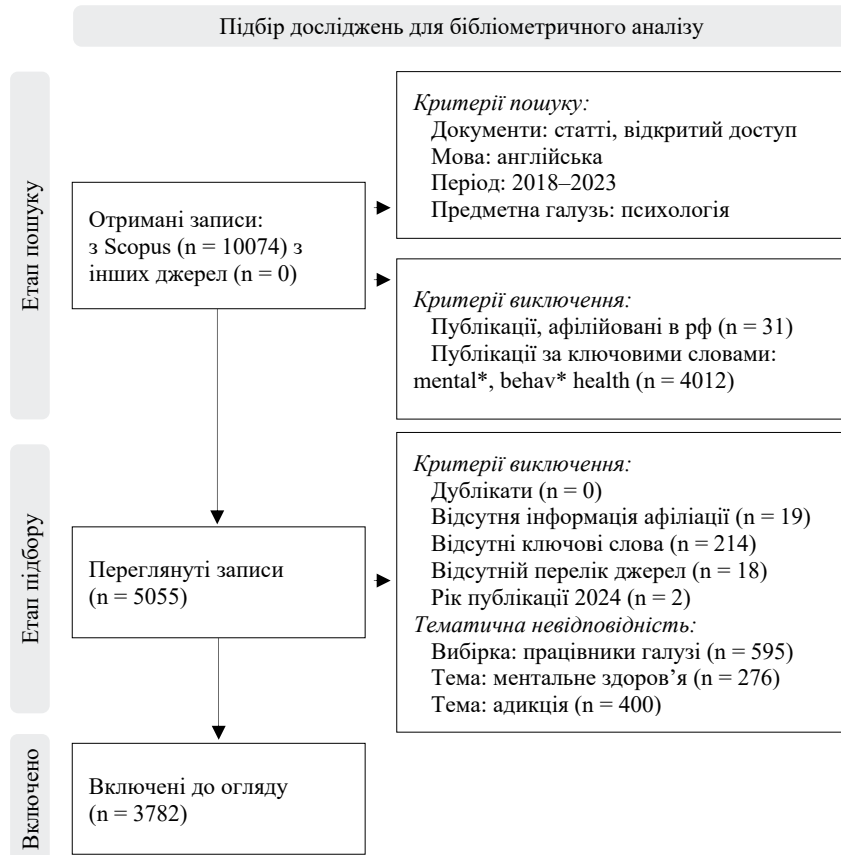 Підбір досліджень для бібліометричного аналізу
Етап пошуку
Отримані записи:
з Scopus (n = 10074) з
інших джерел (n = 0)
Критерії пошуку:
Документи: статті, відкритий доступ
Мова: англійська
Період: 2018–2023
Предметна галузь: психологія
Критерії виключення:
Публікації, афілійовані в рф (n = 31)
Публікації за ключовими словами:
mental*, behav* health (n = 4012)
Етап підбору
Переглянуті записи
(n = 5055)
Критерії виключення:
Дублікати (n = 0)
Відсутня інформація афіліації (n = 19)
Відсутні ключові слова (n = 214)
Відсутній перелік джерел (n = 18)
Рік публікації 2024 (n = 2)
Тематична невідповідність:
Вибірка: працівники галузі (n = 595)
Тема: ментальне здоров’я (n = 276)
Тема: адикція (n = 400)
Включено
Включені до огляду
(n = 3782)